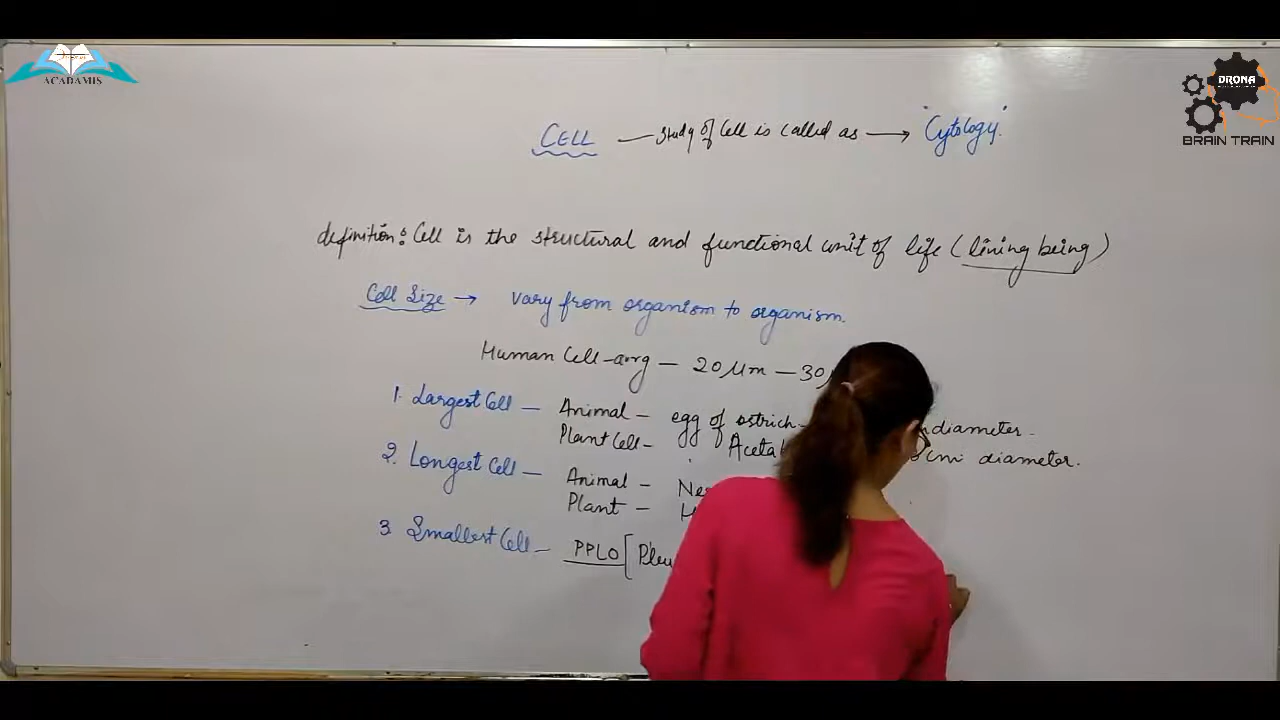 ACADAMIS
DRONA
BRAIN TRAIN
CELL — study of Cell is called as → "Cytology"
definition: Cell is the structural and functional unit of life (lining being)
Cell Size → vary from organism to organism.
Human Cell-avrg — 20 μm — 30
1. Largest Cell — Animal — egg of ostrich- diameter-
Plant Cell- Acetab cm diameter.
2. Longest Cell — Animal — Ne
Plant — H
3. Smallest Cell — PPLO [Pleu